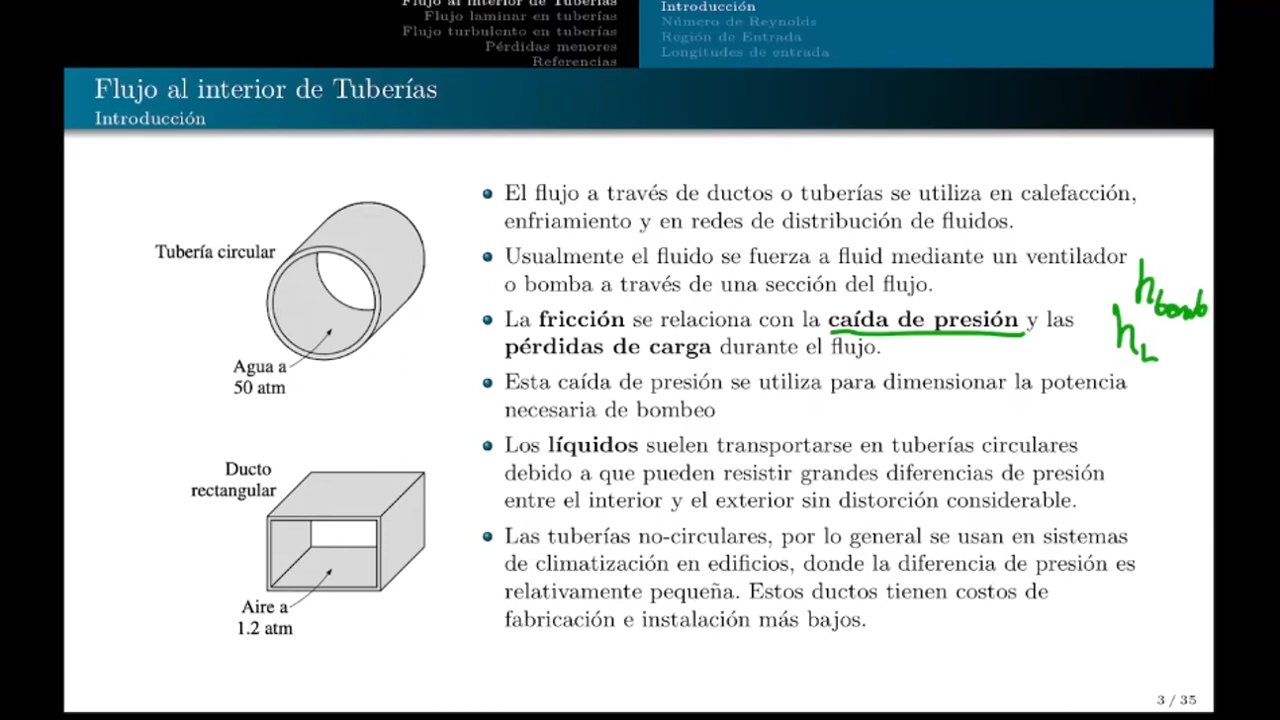 Flujo al interior de Tuberías
Flujo laminar en tuberías
Flujo turbulento en tuberías
Pérdidas menores
Referencias
Introducción
Número de Reynolds
Región de Entrada
Longitudes de entrada
Flujo al interior de Tuberías
Introducción
Tubería circular
Agua a
50 atm
Ducto
rectangular
Aire a
1.2 atm
El flujo a través de ductos o tuberías se utiliza en calefacción,
enfriamiento y en redes de distribución de fluidos.
Usualmente el fluido se fuerza a fluid mediante un ventilador
o bomba a través de una sección del flujo.
La fricción se relaciona con la caída de presión y las
pérdidas de carga durante el flujo.
Esta caída de presión se utiliza para dimensionar la potencia
necesaria de bombeo
Los líquidos suelen transportarse en tuberías circulares
debido a que pueden resistir grandes diferencias de presión
entre el interior y el exterior sin distorción considerable.
Las tuberías no-circulares, por lo general se usan en sistemas
de climatización en edificios, donde la diferencia de presión es
relativamente pequeña. Estos ductos tienen costos de
fabricación e instalación más bajos.
h bomb
h L
3 / 35